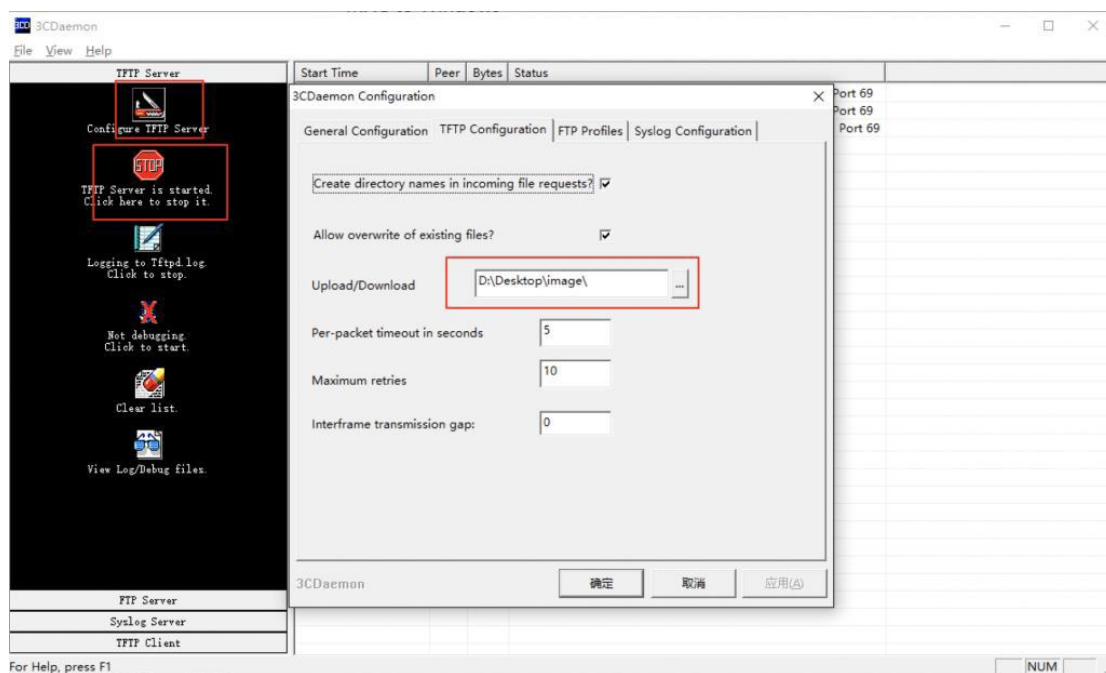 3CD 3CDaemon
File View Help
TFTP Server
Configure TFTP Server
STOP
TFTP Server is started.
Click here to stop it.
Logging to Tftpd.log.
Click to stop.
Not debugging.
Click to start.
Clear list.
View Log/Debug files.
FTP Server
Syslog Server
TFTP Client
Start Time Peer Bytes Status
Port 69
Port 69
Port 69
3CDaemon Configuration
General Configuration TFTP Configuration FTP Profiles Syslog Configuration
Create directory names in incoming file requests?
Allow overwrite of existing files?
Upload/Download D:\Desktop\image\ ...
Per-packet timeout in seconds 5
Maximum retries 10
Interframe transmission gap: 0
3CDaemon 确定 取消 应用(A)
For Help, press F1 NUM